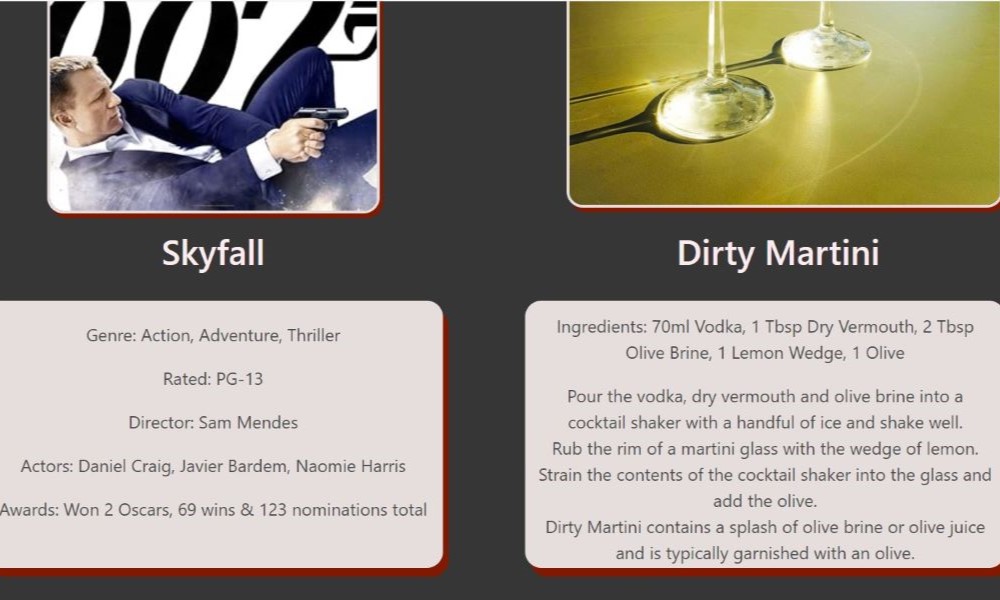 007
Skyfall
Genre: Action, Adventure, Thriller
Rated: PG-13
Director: Sam Mendes
Actors: Daniel Craig, Javier Bardem, Naomie Harris
Awards: Won 2 Oscars, 69 wins & 123 nominations total
Dirty Martini
Ingredients: 70ml Vodka, 1 Tbsp Dry Vermouth, 2 Tbsp
Olive Brine, 1 Lemon Wedge, 1 Olive
Pour the vodka, dry vermouth and olive brine into a
cocktail shaker with a handful of ice and shake well.
Rub the rim of a martini glass with the wedge of lemon.
Strain the contents of the cocktail shaker into the glass and
add the olive.
Dirty Martini contains a splash of olive brine or olive juice
and is typically garnished with an olive.